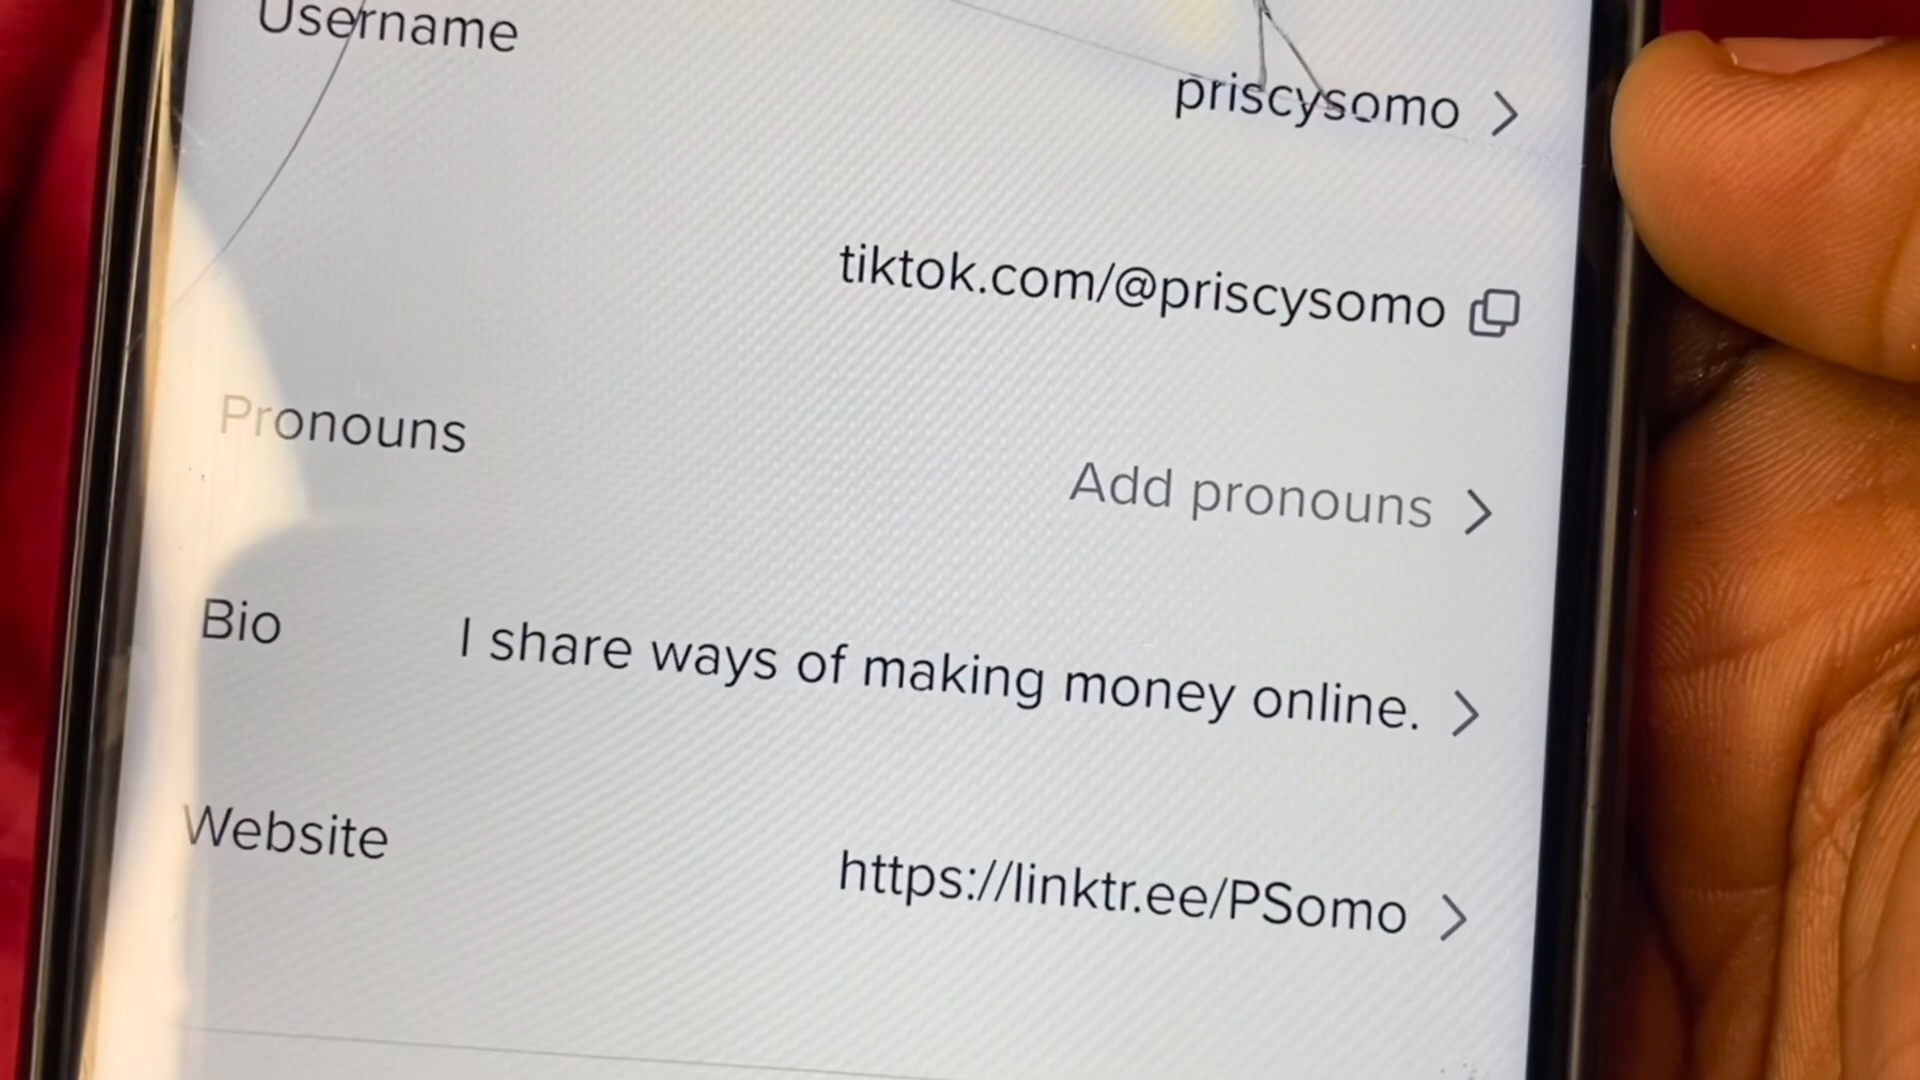 Username
priscysomo
tiktok.com/@priscysomo
Pronouns
Add pronouns
Bio
I share ways of making money online.
Website
https://linktr.ee/PSomo